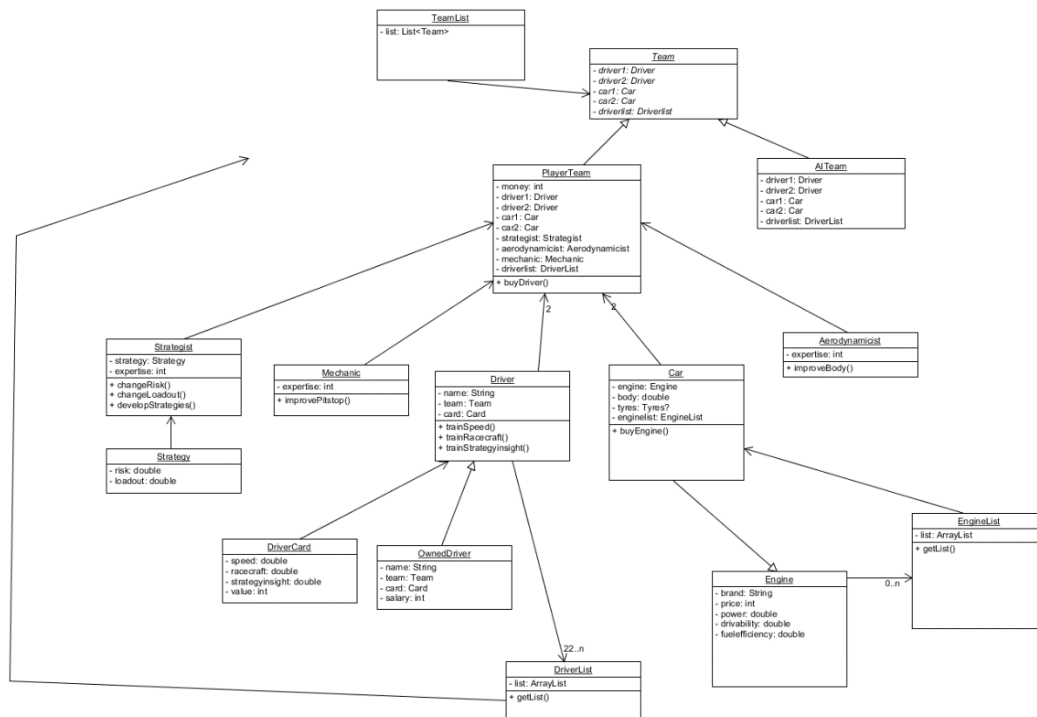 TeamList
- list: List<Team>
Team
- driver1: Driver
- driver2: Driver
- car1: Car
- car2: Car
- driverlist: Driverlist
PlayerTeam
- money: int
- driver1: Driver
- driver2: Driver
- car1: Car
- car2: Car
- strategist: Strategist
- aerodynamicist: Aerodynamicist
- mechanic: Mechanic
- driverlist: DriverList
+ buyDriver()
AITeam
- driver1: Driver
- driver2: Driver
- car1: Car
- car2: Car
- driverlist: DriverList
2
2
Strategist
- strategy: Strategy
- expertise: int
+ changeRisk()
+ changeLoadout()
+ developStrategies()
Mechanic
- expertise: int
+ improvePitstop()
Driver
- name: String
- team: Team
- card: Card
+ trainSpeed()
+ trainRacecraft()
+ trainStrategyinsight()
Car
- engine: Engine
- body: double
- tyres: Tyres?
- enginelist: EngineList
+ buyEngine()
Aerodynamicist
- expertise: int
+ improveBody()
Strategy
- risk: double
- loadout: double
DriverCard
- speed: double
- racecraft: double
- strategyinsight: double
- value: int
OwnedDriver
- name: String
- team: Team
- card: Card
- salary: int
Engine
- brand: String
- price: int
- power: double
- drivability: double
- fuelefficiency: double
0..n
EngineList
- list: ArrayList
+ getList()
22..n
DriverList
- list: ArrayList
+ getList()